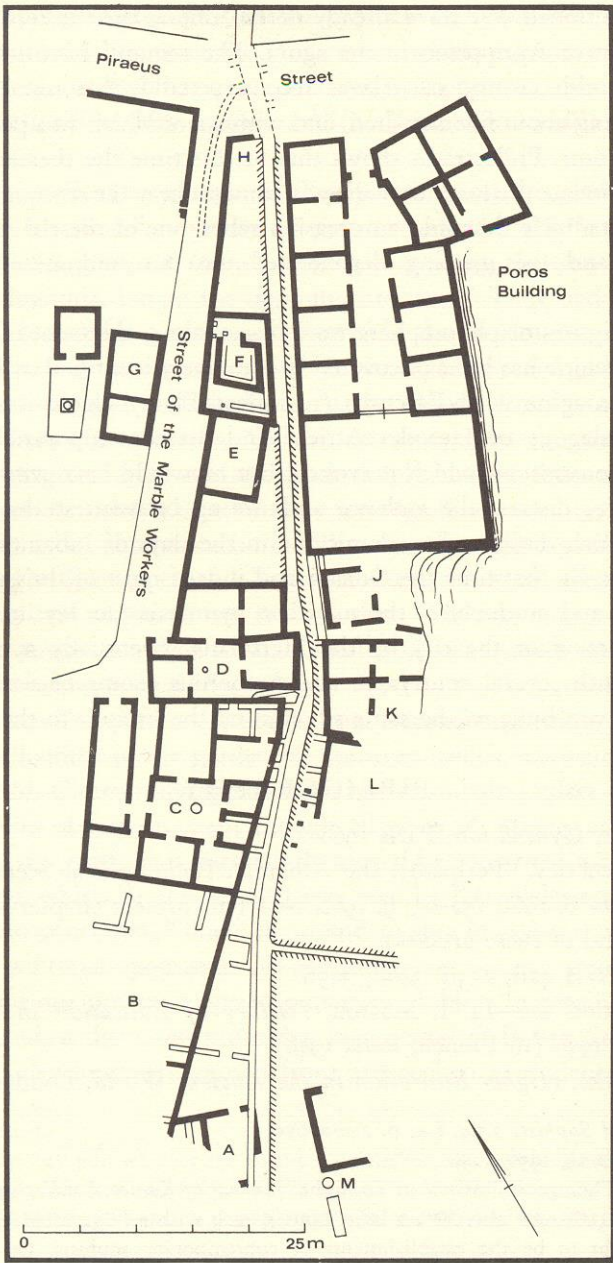 Piraeus
Street
H
Poros
Building
Street of the Marble Workers
G
F
E
J
D
K
L
C
B
A
M
0
25m